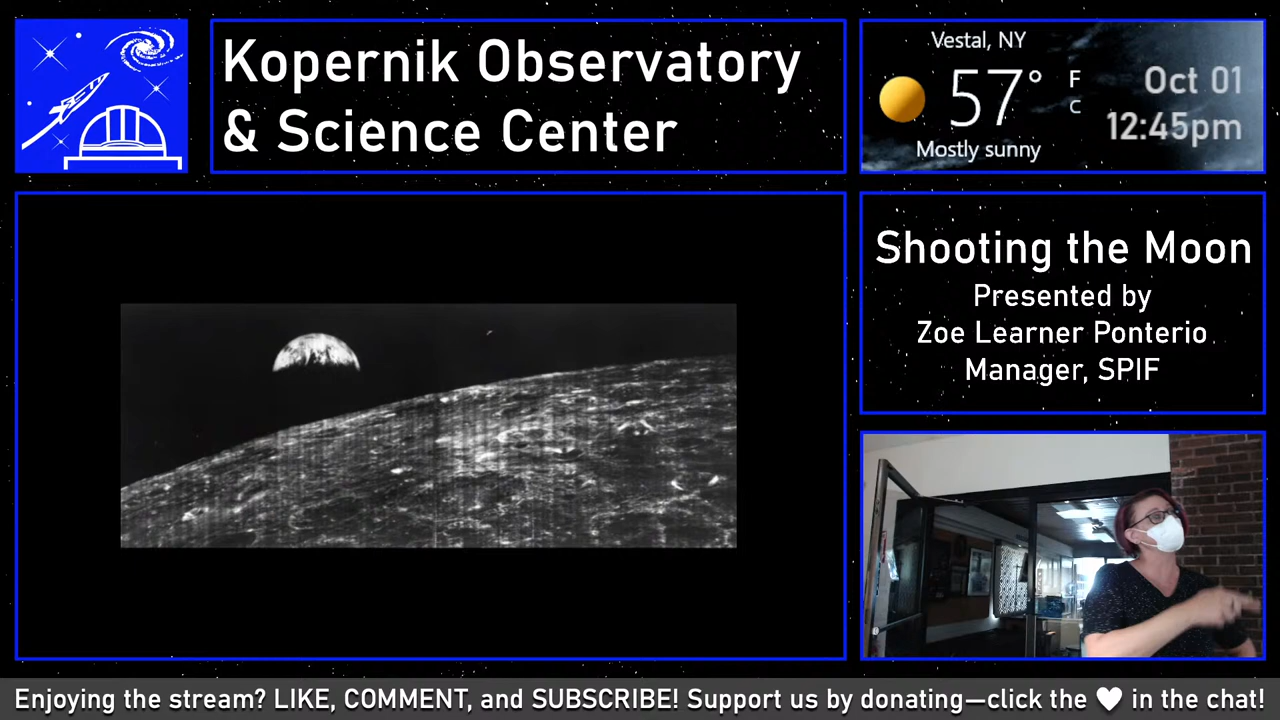 Kopernik Observatory
& Science Center
Vestal, NY
57°
F
C
Mostly sunny
Oct 01
12:45pm
Shooting the Moon
Presented by
Zoe Learner Ponterio
Manager, SPIF
Enjoying the stream? LIKE, COMMENT, and SUBSCRIBE! Support us by donating—click the ♥ in the chat!